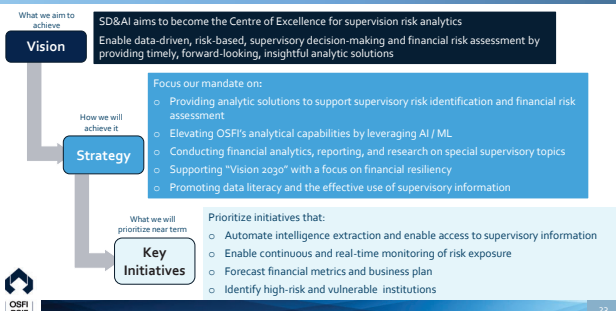 What we aim to
achieve
Vision
SD&AI aims to become the Centre of Excellence for supervision risk analytics
Enable data-driven, risk-based, supervisory decision-making and financial risk assessment by
providing timely, forward-looking, insightful analytic solutions
How we will
achieve it
Strategy
Focus our mandate on:
o Providing analytic solutions to support supervisory risk identification and financial risk
assessment
o Elevating OSFI's analytical capabilities by leveraging AI / ML
o Conducting financial analytics, reporting, and research on special supervisory topics
o Supporting "Vision 2030" with a focus on financial resiliency
o Promoting data literacy and the effective use of supervisory information
What we will
prioritize near term
Key
Initiatives
Prioritize initiatives that:
o Automate intelligence extraction and enable access to supervisory information
o Enable continuous and real-time monitoring of risk exposure
o Forecast financial metrics and business plan
o Identify high-risk and vulnerable institutions
OSFI